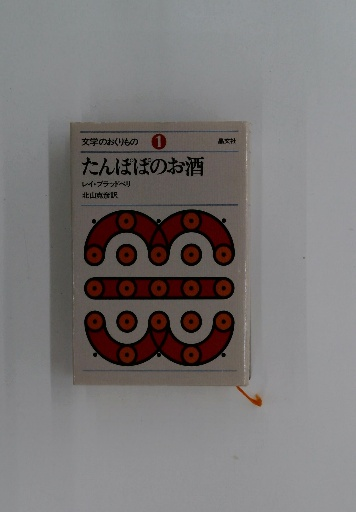 文学のおくりもの 1 晶文社
たんぽぽのお酒
レイ・ブラッドベリ
北山克彦訳